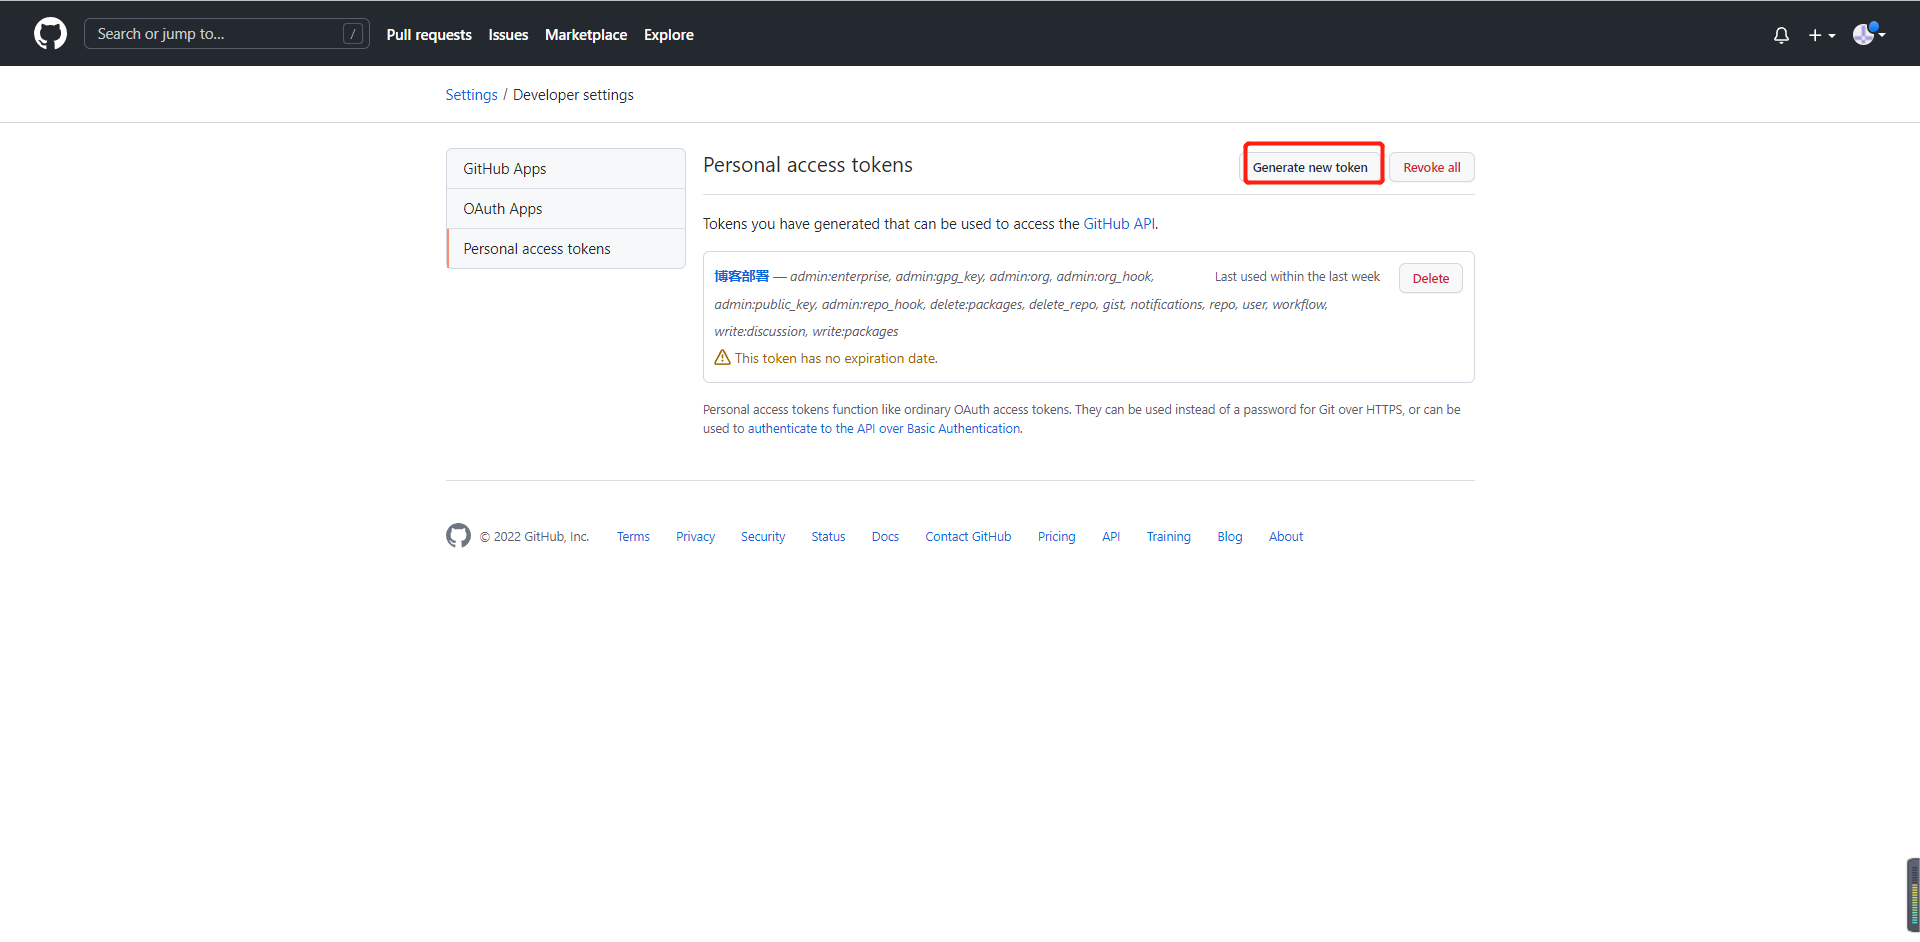 Search or jump to... /
Pull requests Issues Marketplace Explore
Settings / Developer settings
GitHub Apps
OAuth Apps
Personal access tokens
Personal access tokens
Generate new token Revoke all
Tokens you have generated that can be used to access the GitHub API.
博客部署 — admin:enterprise, admin:gpg_key, admin:org, admin:org_hook,
admin:public_key, admin:repo_hook, delete:packages, delete_repo, gist, notifications, repo, user, workflow,
write:discussion, write:packages
Last used within the last week Delete
This token has no expiration date.
Personal access tokens function like ordinary OAuth access tokens. They can be used instead of a password for Git over HTTPS, or can be
used to authenticate to the API over Basic Authentication.
© 2022 GitHub, Inc. Terms Privacy Security Status Docs Contact GitHub Pricing API Training Blog About